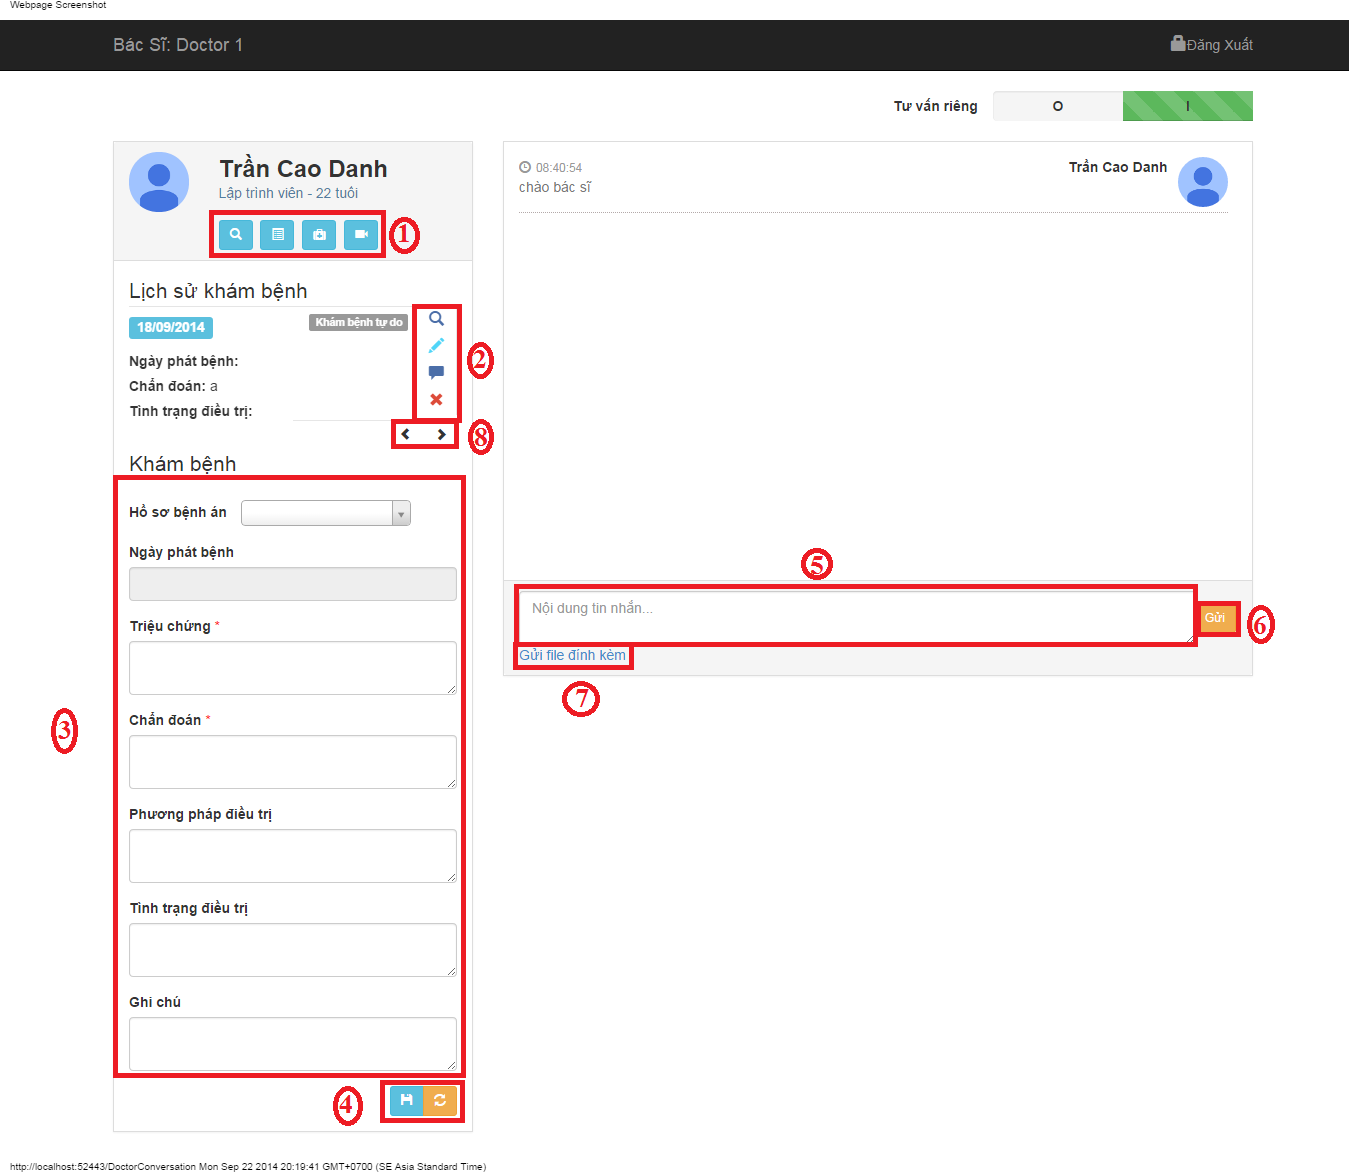 Webpage Screenshot
Bác Sĩ: Doctor 1
Đăng Xuất
Tư vấn riêng
O
I
Trần Cao Danh
Lập trình viên - 22 tuổi
1
Lịch sử khám bệnh
18/09/2014
Khám bệnh tự do
Ngày phát bệnh:
Chẩn đoán: a
Tình trạng điều trị:
2
8
Khám bệnh
Hồ sơ bệnh án
Ngày phát bệnh
Triệu chứng *
Chẩn đoán *
3
Phương pháp điều trị
Tình trạng điều trị
Ghi chú
4
08:40:54
Trần Cao Danh
chào bác sĩ
5
Nội dung tin nhắn...
Gửi
6
Gửi file đính kèm
7
http://localhost:52443/DoctorConversation Mon Sep 22 2014 20:19:41 GMT+0700 (SE Asia Standard Time)